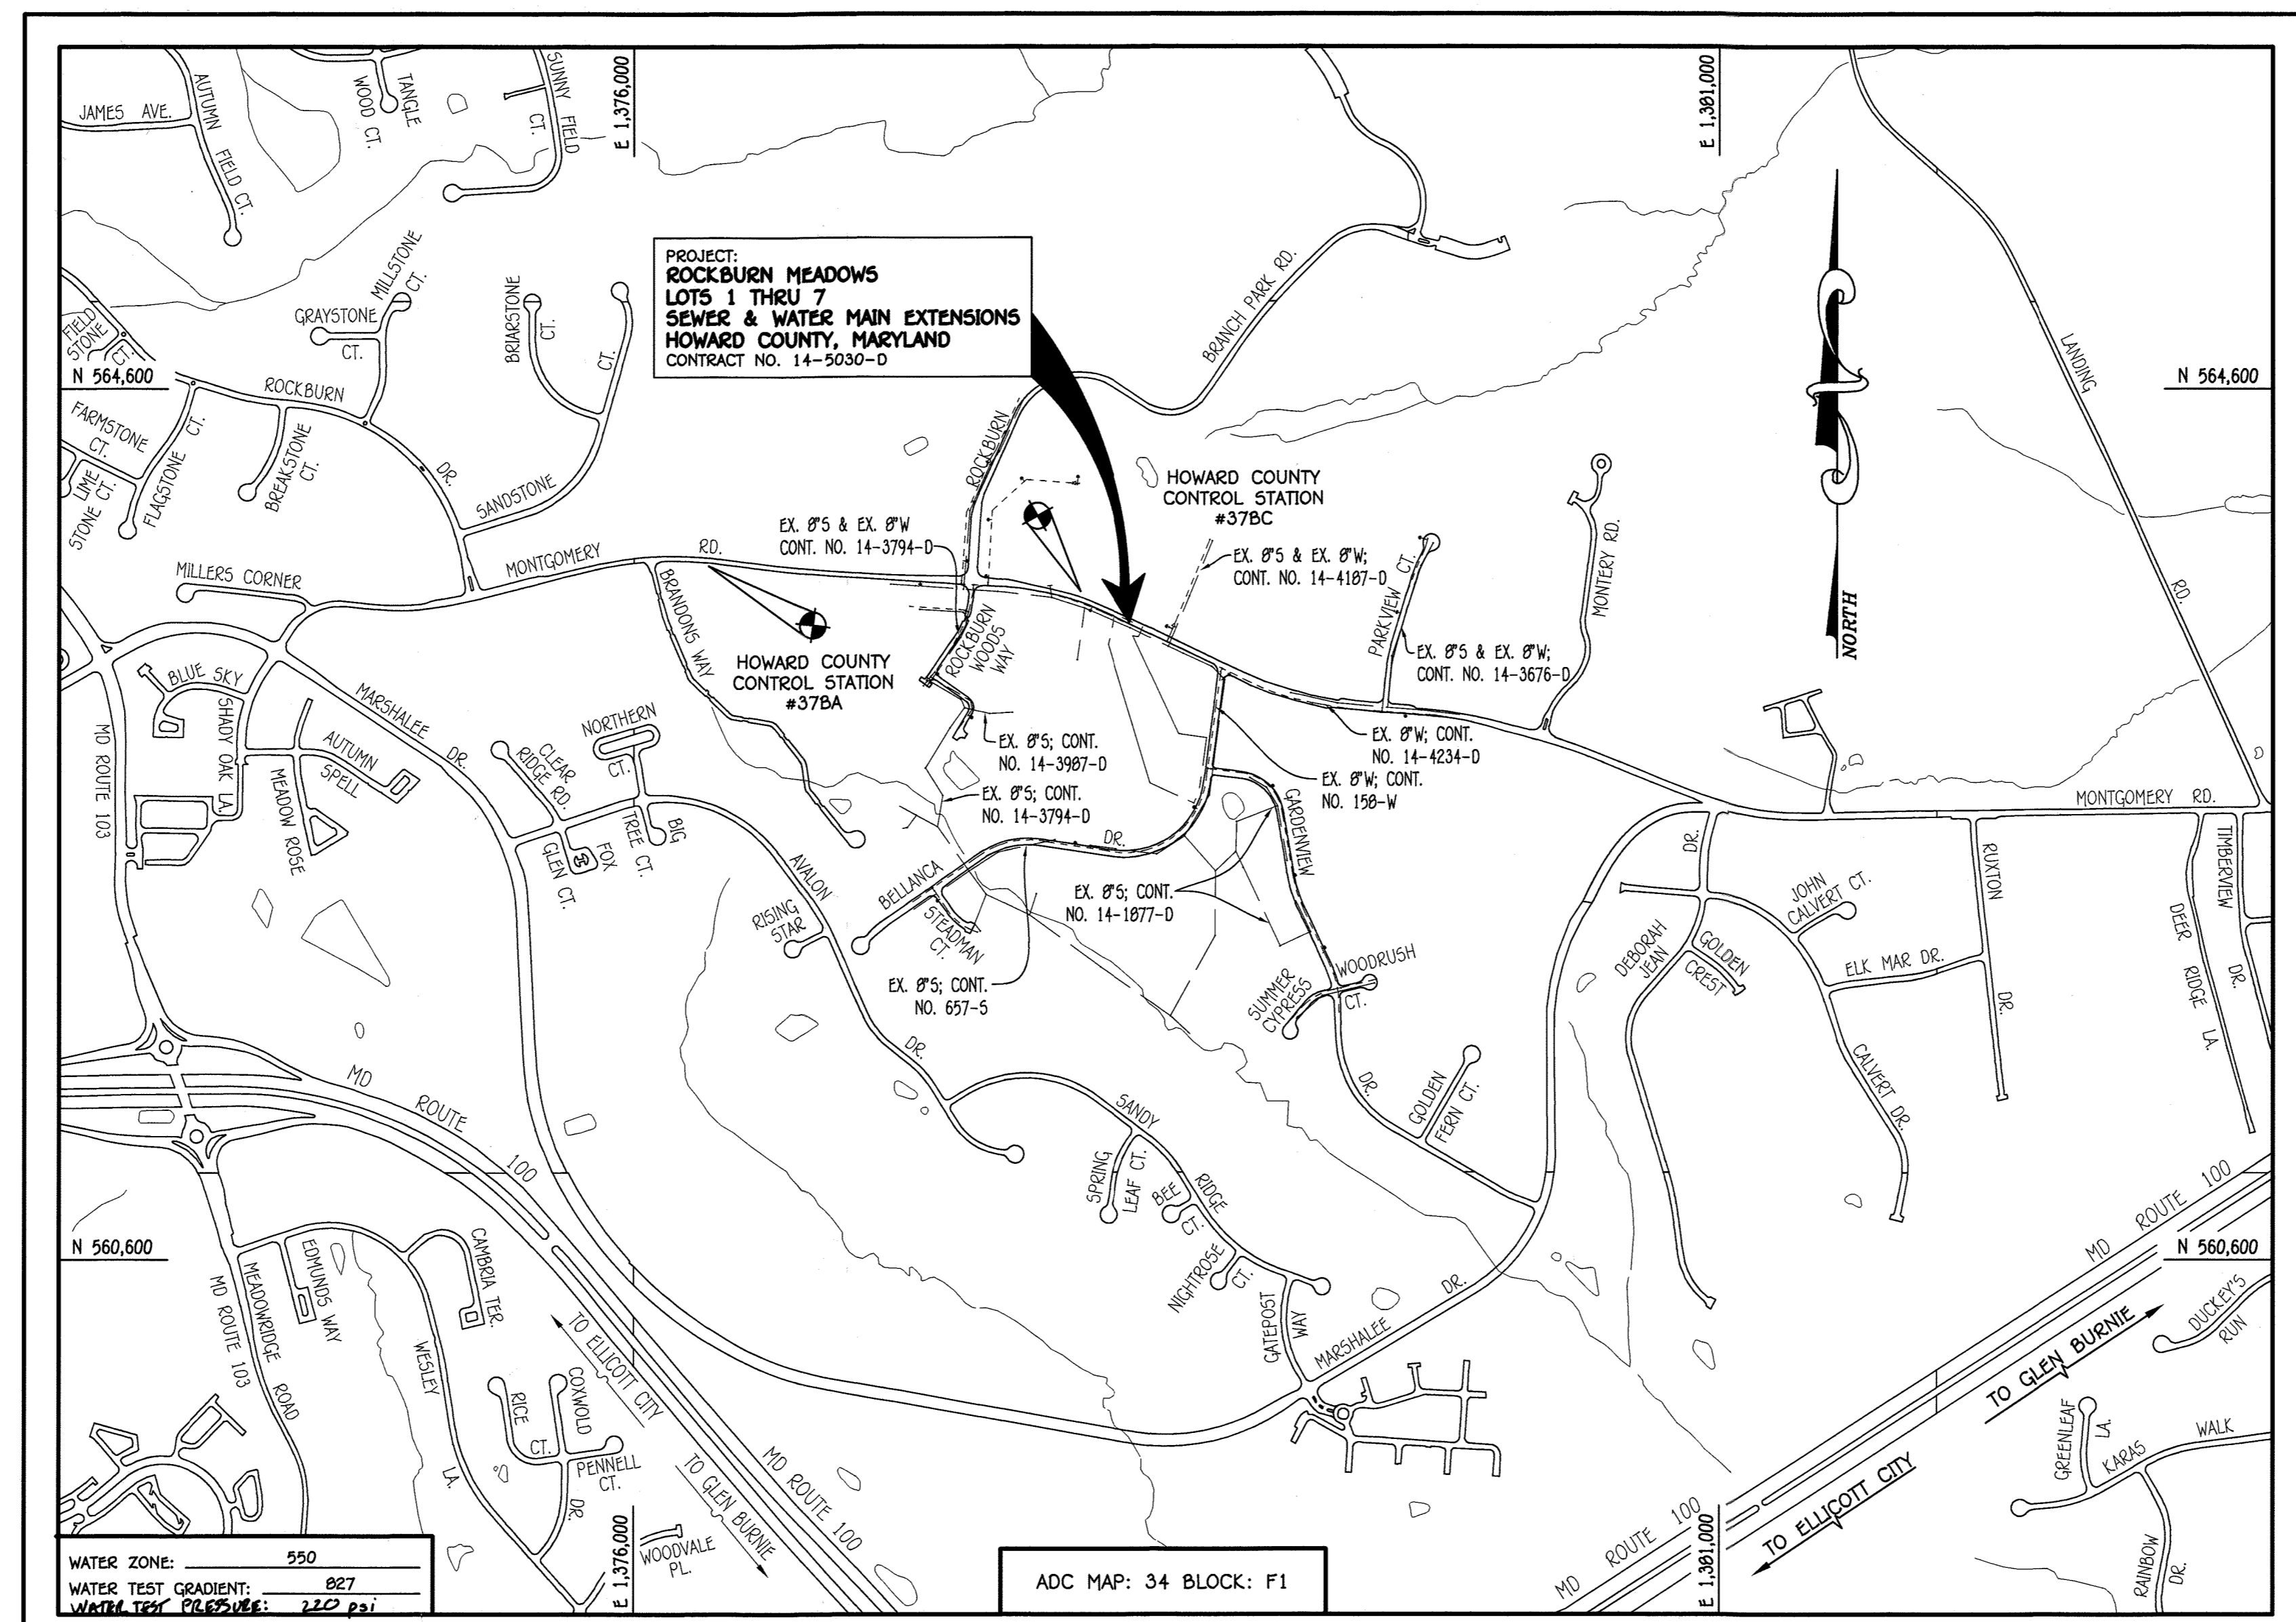 JAMES AVE.
AUTUMN
FIELD CT.
TANGLE
WOOD CT.
SUNNY FIELD
CT.
E 1,376,000
E 1,381,000
PROJECT:
ROCKBURN MEADOWS
LOTS 1 THRU 7
SEWER & WATER MAIN EXTENSIONS
HOWARD COUNTY, MARYLAND
CONTRACT NO. 14-5030-D
MILLSTONE
CT.
GRAYSTONE
CT.
BRIARSTONE
CT.
CT.
SANDSTONE
FIELD
STONE
CT.
N 564,600
N 564,600
ROCKBURN
DR.
FARMSTONE
CT.
LIME
STONE CT.
FLAGSTONE CT.
BREAKSTONE
CT.
BRANCH PARK RD.
ROCKBURN
LANDING
RD.
NORTH
HOWARD COUNTY
CONTROL STATION
#37BC
EX. 8"S & EX. 8"W
CONT. NO. 14-3794-D
EX. 8"S & EX. 8"W;
CONT. NO. 14-4187-D
MONTGOMERY
RD.
MILLERS CORNER
BRANDONS WAY
HOWARD COUNTY
CONTROL STATION
#37BA
ROCKBURN
WOODS
WAY
PARKVIEW CT.
MONTERY RD.
EX. 8"S & EX. 8"W;
CONT. NO. 14-3676-D
BLUE SKY
SHADY OAK LA.
MARSHALEE
DR.
MD ROUTE 103
AUTUMN
SPELL
MEADOW ROSE
NORTHERN
CT.
CLEAR
RIDGE RD.
FOX
GLEN CT.
BIG
TREE CT.
EX. 8"S; CONT.
NO. 14-3987-D
EX. 8"S; CONT.
NO. 14-3794-D
EX. 8"W; CONT.
NO. 14-4234-D
EX. 8"W; CONT.
NO. 158-W
GARDENVIEW
DR.
MONTGOMERY RD.
AVALON
DR.
BELLANCA
DR.
STEADMAN
CT.
RISING
STAR
EX. 8"S; CONT.
NO. 14-1877-D
EX. 8"S; CONT.
NO. 657-S
SUMMER
CYPRESS
WOODRUSH
CT.
DEBORAH
JEAN
DR.
GOLDEN
CREST
JOHN
CALVERT CT.
ELK MAR DR.
RUXTON
DR.
CALVERT DR.
DEER
RIDGE
LA.
TIMBERVIEW
DR.
MD
ROUTE
100
SANDY
RIDGE
SPRING
LEAF CT.
BEE
CT.
NIGHTROSE
CT.
GOLDEN
FERN CT.
GATEPOST
WAY
MARSHALEE
DR.
N 560,600
N 560,600
MD ROUTE 103
MEADOWRIDGE
ROAD
EDMUNDS WAY
CAMBRIA TER.
WESLEY
LA.
RICE
CT.
COXWOLD
DR.
PENNELL
CT.
TO ELLICOTT CITY
TO GLEN BURNIE
MD ROUTE 100
WOODVALE
PL.
MD ROUTE 100
TO GLEN BURNIE
TO ELLICOTT CITY
MD ROUTE 100
DUCKEY'S
RUN
GREENLEAF
LA.
KARAS
WALK
RAINBOW
DR.
E 1,376,000
E 1,381,000
WATER ZONE: 550
WATER TEST GRADIENT: 827
WATER TEST PRESSURE: 220 psi
ADC MAP: 34 BLOCK: F1